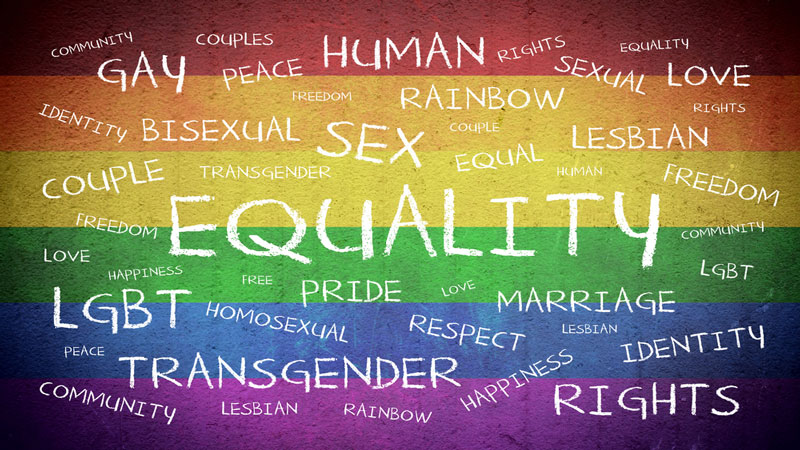 COMMUNITY
COUPLES
HUMAN
RIGHTS
EQUALITY
GAY
PEACE
SEXUAL
LOVE
FREEDOM
RAINBOW
RIGHTS
IDENTITY
BISEXUAL
SEX
COUPLE
LESBIAN
EQUAL
COUPLE
TRANSGENDER
HUMAN
FREEDOM
FREEDOM
EQUALITY
COMMUNITY
LOVE
HAPPINESS
FREE
LGBT
LGBT
PRIDE
LOVE
MARRIAGE
HOMOSEXUAL
RESPECT
LESBIAN
IDENTITY
PEACE
TRANSGENDER
HAPPINESS
COMMUNITY
LESBIAN
RAINBOW
RIGHTS